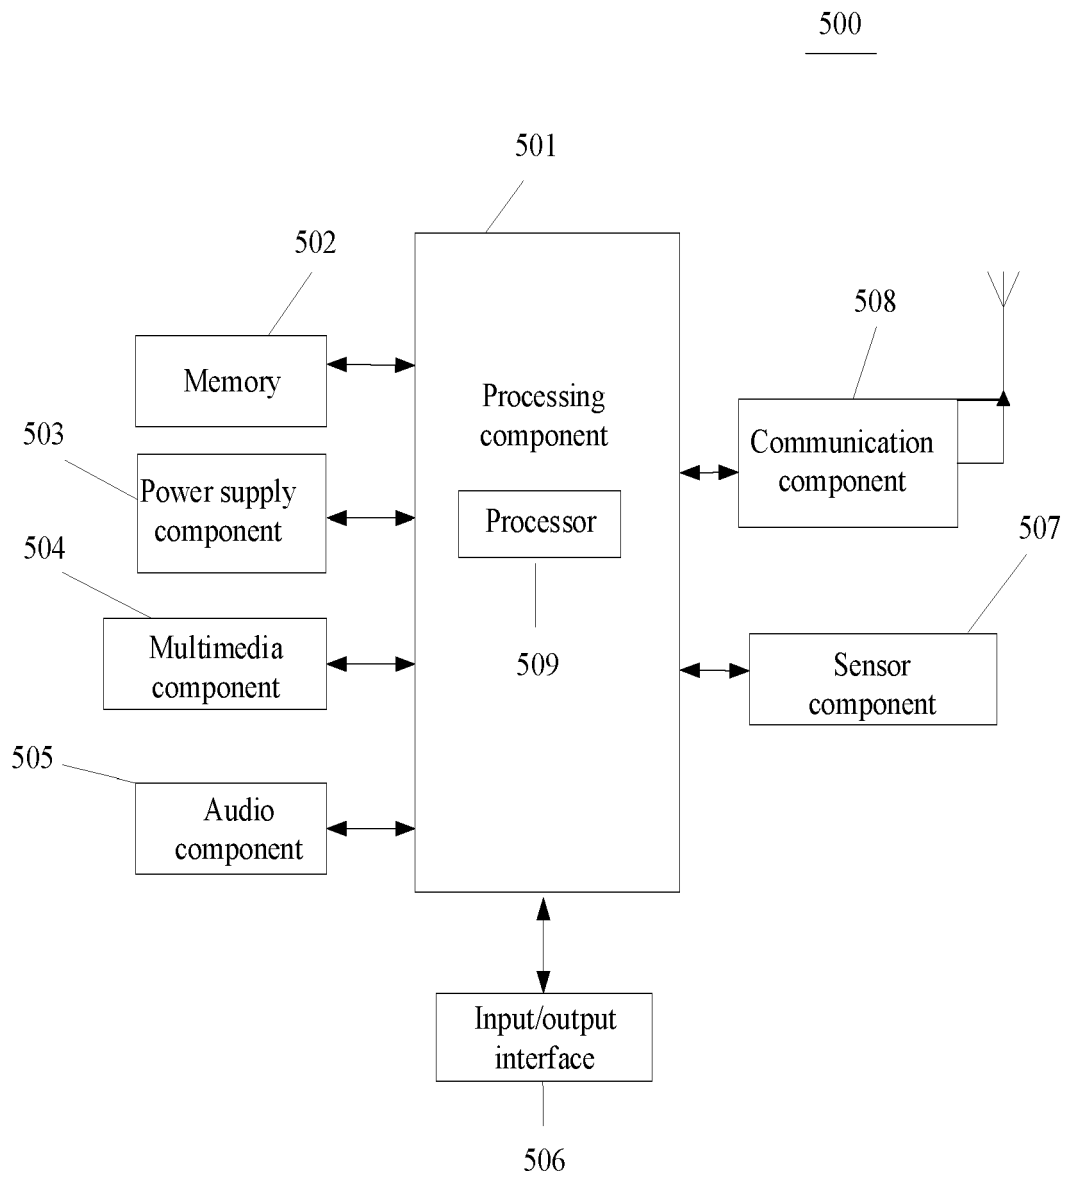 500
501
502
Memory
503
Power supply
component
504
Multimedia
component
505
Audio
component
Processing
component
Processor
509
508
Communication
component
507
Sensor
component
Input/output
interface
506